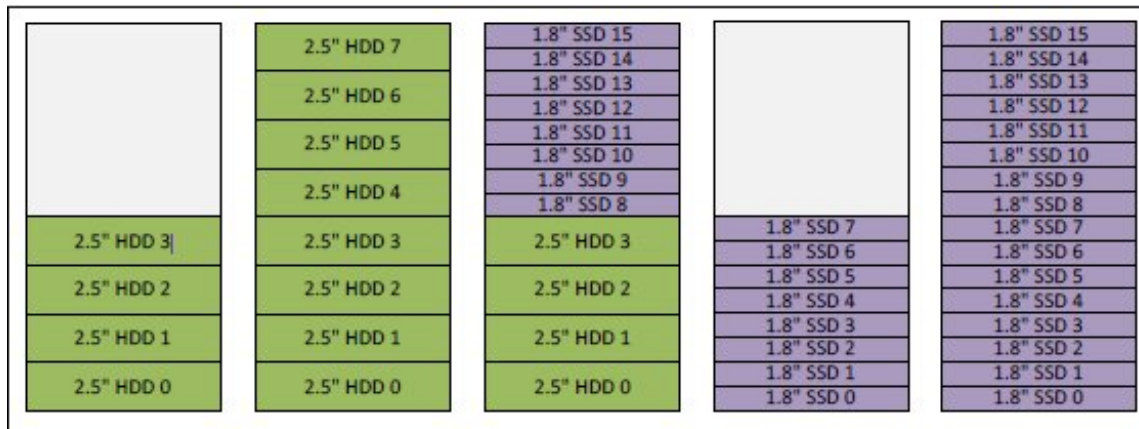 2.5" HDD 3
2.5" HDD 2
2.5" HDD 1
2.5" HDD 0
2.5" HDD 7
2.5" HDD 6
2.5" HDD 5
2.5" HDD 4
2.5" HDD 3
2.5" HDD 2
2.5" HDD 1
2.5" HDD 0
1.8" SSD 15
1.8" SSD 14
1.8" SSD 13
1.8" SSD 12
1.8" SSD 11
1.8" SSD 10
1.8" SSD 9
1.8" SSD 8
2.5" HDD 3
2.5" HDD 2
2.5" HDD 1
2.5" HDD 0
1.8" SSD 7
1.8" SSD 6
1.8" SSD 5
1.8" SSD 4
1.8" SSD 3
1.8" SSD 2
1.8" SSD 1
1.8" SSD 0
1.8" SSD 15
1.8" SSD 14
1.8" SSD 13
1.8" SSD 12
1.8" SSD 11
1.8" SSD 10
1.8" SSD 9
1.8" SSD 8
1.8" SSD 7
1.8" SSD 6
1.8" SSD 5
1.8" SSD 4
1.8" SSD 3
1.8" SSD 2
1.8" SSD 1
1.8" SSD 0